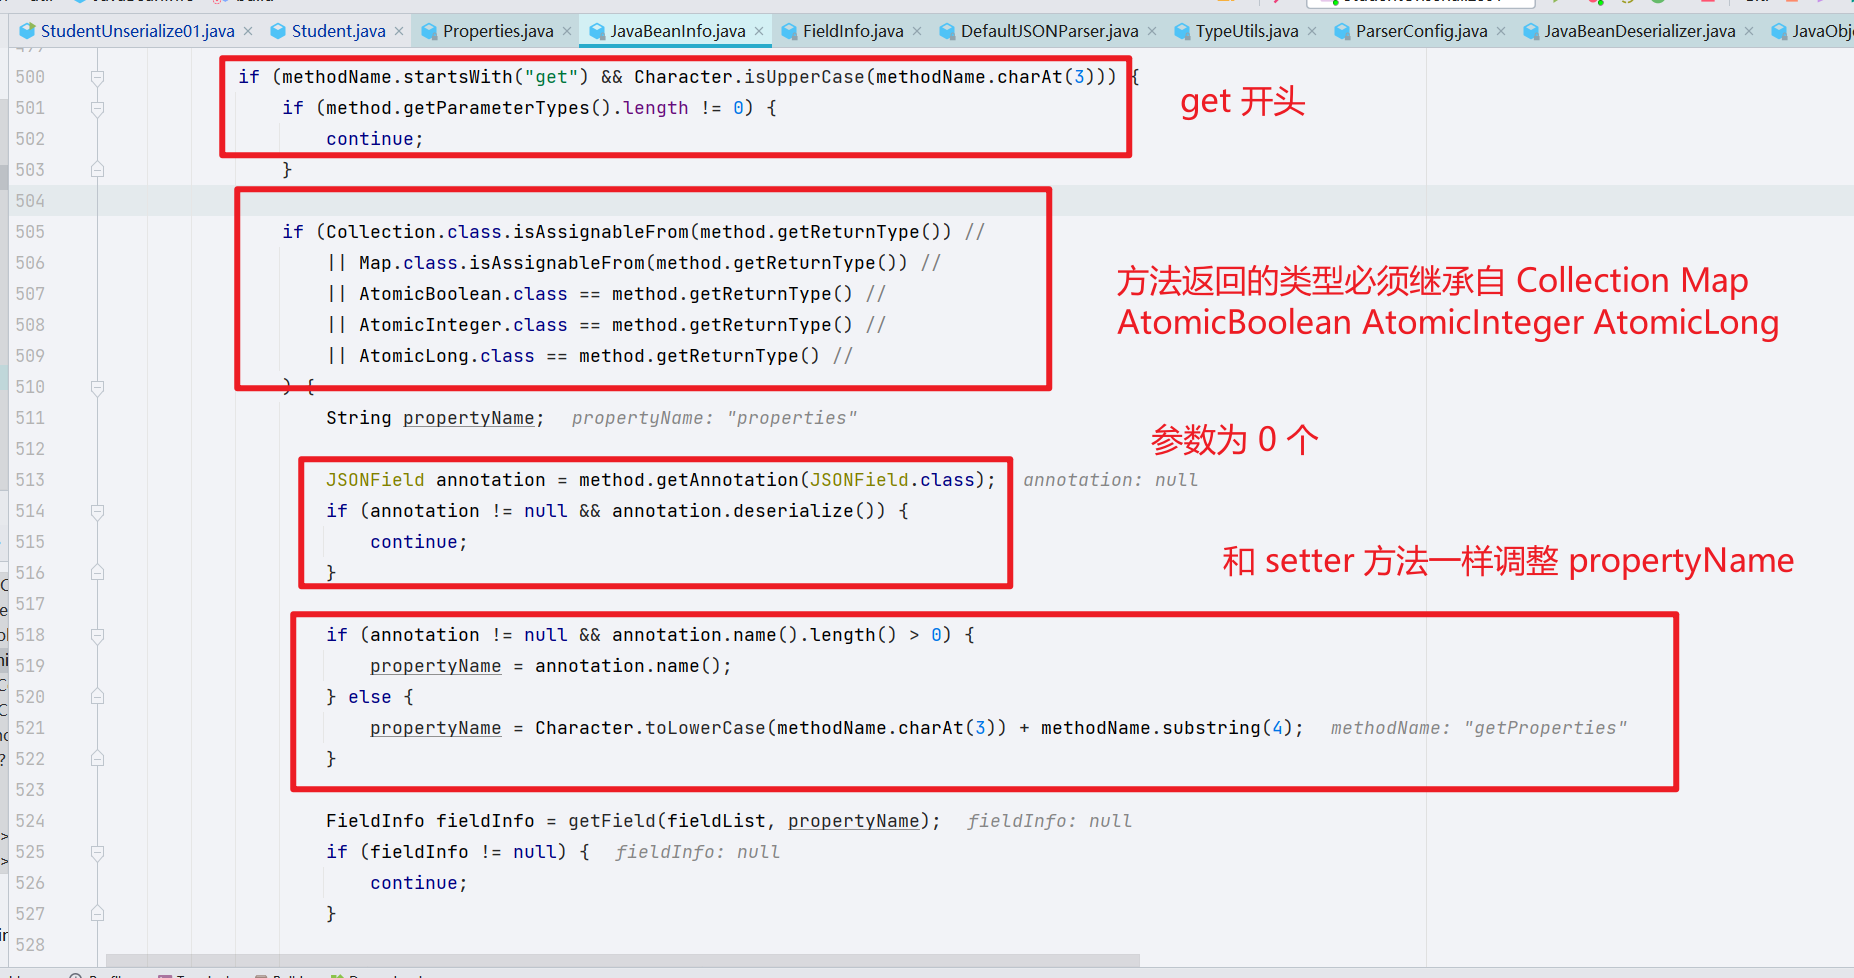 StudentUnserialize01.java × Student.java × Properties.java × JavaBeanInfo.java × FieldInfo.java × DefaultJSONParser.java × TypeUtils.java × ParserConfig.java × JavaBeanDeserializer.java × JavaObj
500 if (methodName.startsWith("get") && Character.isUpperCase(methodName.charAt(3))) {
get 开头
501 if (method.getParameterTypes().length != 0) {
502 continue;
503 }
504
505 if (Collection.class.isAssignableFrom(method.getReturnType()) //
506 || Map.class.isAssignableFrom(method.getReturnType()) //
方法返回的类型必须继承自 Collection Map
507 || AtomicBoolean.class == method.getReturnType() //
508 || AtomicInteger.class == method.getReturnType() //
AtomicBoolean AtomicInteger AtomicLong
509 || AtomicLong.class == method.getReturnType() //
510 ) {
511 String propertyName; propertyName: "properties"
参数为 0 个
512
513 JSONField annotation = method.getAnnotation(JSONField.class); annotation: null
514 if (annotation != null && annotation.deserialize()) {
515 continue;
和 setter 方法一样调整 propertyName
516 }
517
518 if (annotation != null && annotation.name().length() > 0) {
519 propertyName = annotation.name();
520 } else {
521 propertyName = Character.toLowerCase(methodName.charAt(3)) + methodName.substring(4); methodName: "getProperties"
522 }
523
524 FieldInfo fieldInfo = getField(fieldList, propertyName); fieldInfo: null
525 if (fieldInfo != null) { fieldInfo: null
526 continue;
527 }
528